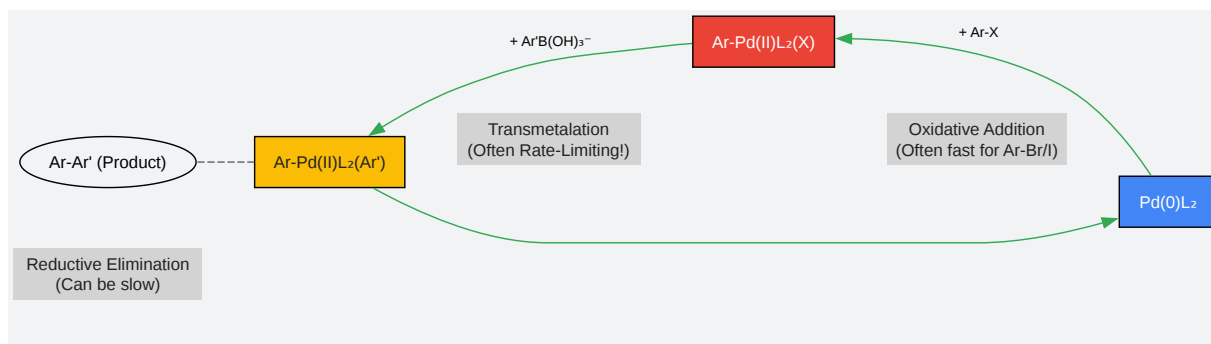 + Ar'B(OH)₃⁻
Ar-Pd(II)L₂(X)
+ Ar-X
Transmetalation
(Often Rate-Limiting!)
Oxidative Addition
(Often fast for Ar-Br/I)
Ar-Ar' (Product)
Ar-Pd(II)L₂(Ar')
Pd(0)L₂
Reductive Elimination
(Can be slow)